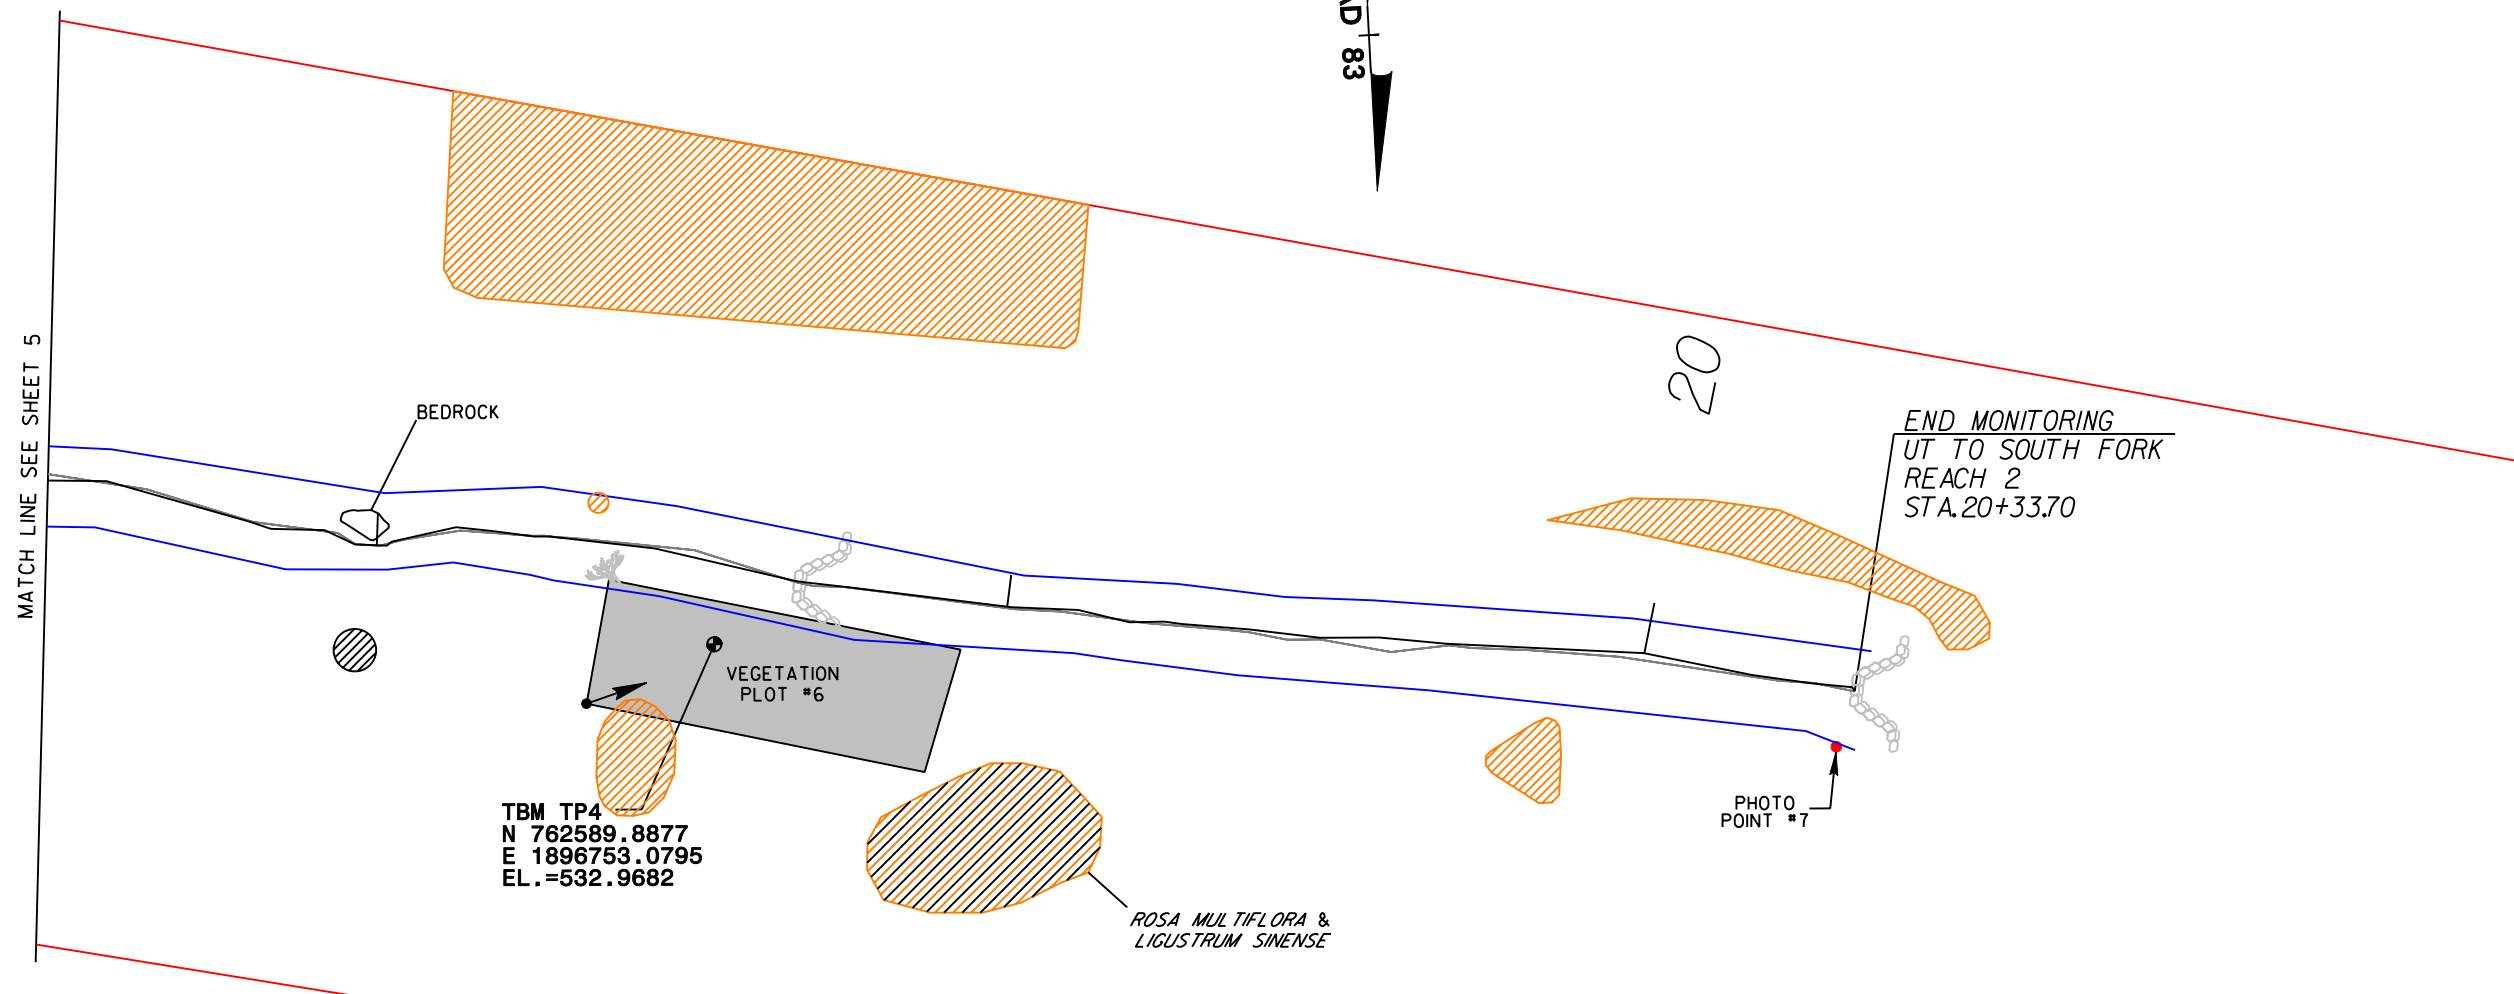 83
20
MATCH LINE SEE SHEET 5
BEDROCK
END MONITORING
UT TO SOUTH FORK
REACH 2
STA.20+33.70
VEGETATION
PLOT #6
TBM TP4
N 762589.8877
E 1896753.0795
EL.=532.9682
PHOTO
POINT #7
ROSA MULTIFLORA &
LIGUSTRUM SINENSE